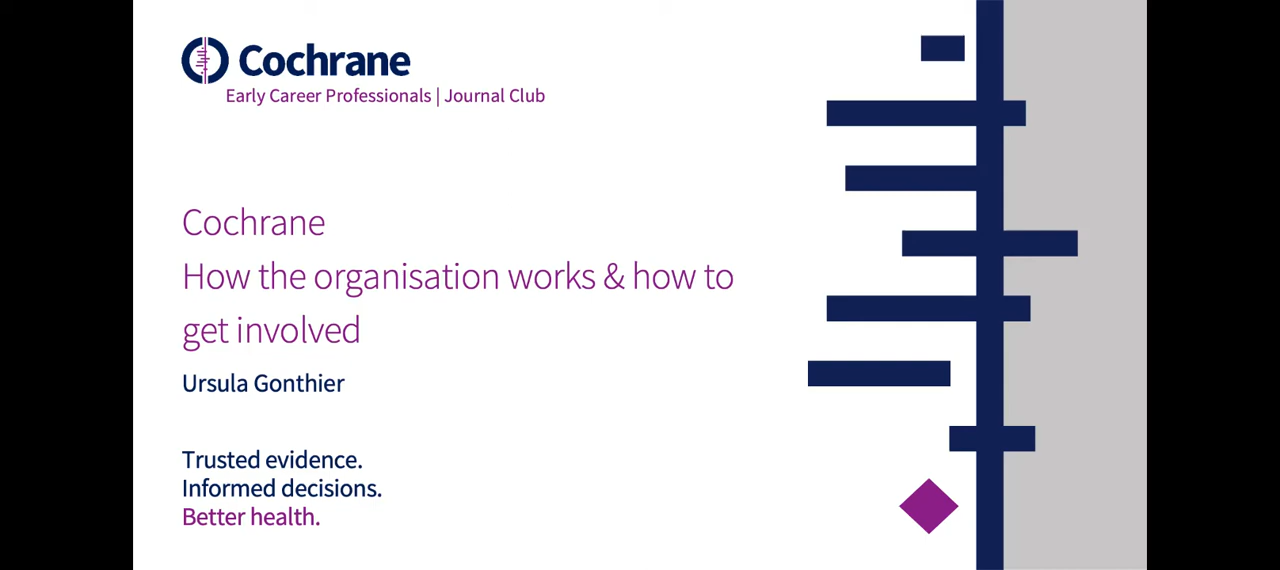 Cochrane
Early Career Professionals | Journal Club
Cochrane
How the organisation works & how to
get involved
Ursula Gonthier
Trusted evidence.
Informed decisions.
Better health.